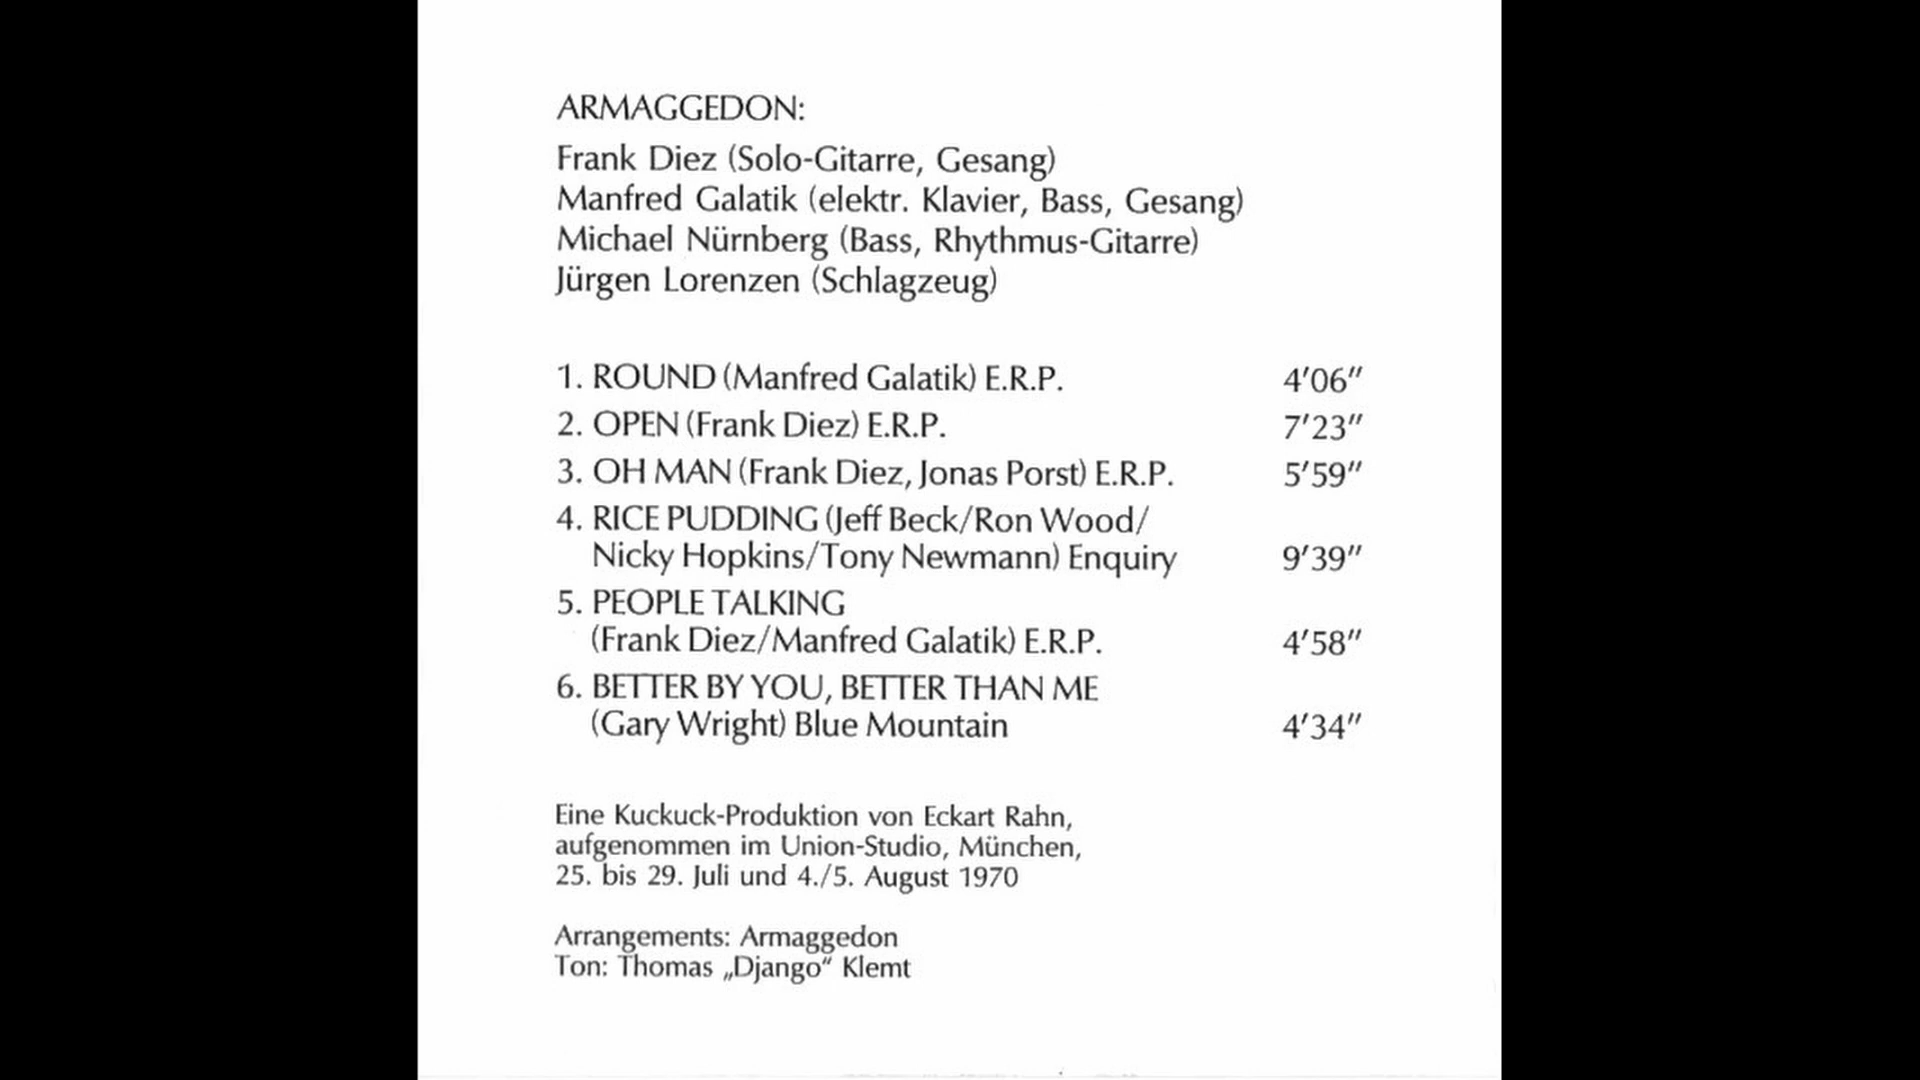 ARMAGGEDON:
Frank Diez (Solo-Gitarre, Gesang)
Manfred Galatik (elektr. Klavier, Bass, Gesang)
Michael Nürnberg (Bass, Rhythmus-Gitarre)
Jürgen Lorenzen (Schlagzeug)
1. ROUND (Manfred Galatik) E.R.P. 4′06″
2. OPEN (Frank Diez) E.R.P. 7′23″
3. OH MAN (Frank Diez, Jonas Porst) E.R.P. 5′59″
4. RICE PUDDING (Jeff Beck/Ron Wood/
Nicky Hopkins/Tony Newmann) Enquiry 9′39″
5. PEOPLE TALKING
(Frank Diez/Manfred Galatik) E.R.P. 4′58″
6. BETTER BY YOU, BETTER THAN ME
(Gary Wright) Blue Mountain 4′34″
Eine Kuckuck-Produktion von Eckart Rahn,
aufgenommen im Union-Studio, München,
25. bis 29. Juli und 4./5. August 1970
Arrangements: Armaggedon
Ton: Thomas „Django“ Klemt